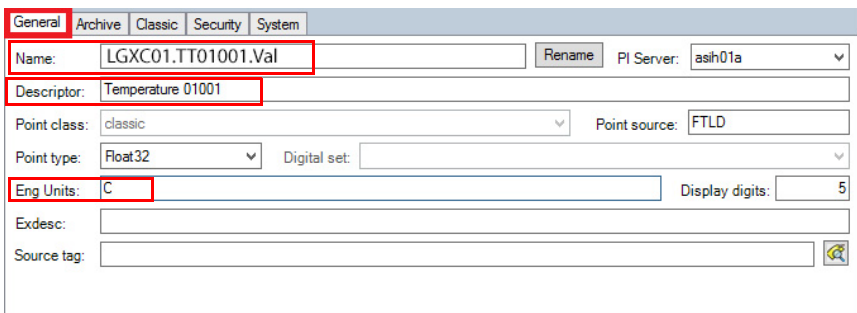 General Archive Classic Security System
Name: LGXC01.TT01001.Val Rename PI Server: asih01a
Descriptor: Temperature 01001
Point class: classic Point source: FTLD
Point type: Float32 Digital set:
Eng Units: C Display digits: 5
Exdesc:
Source tag: